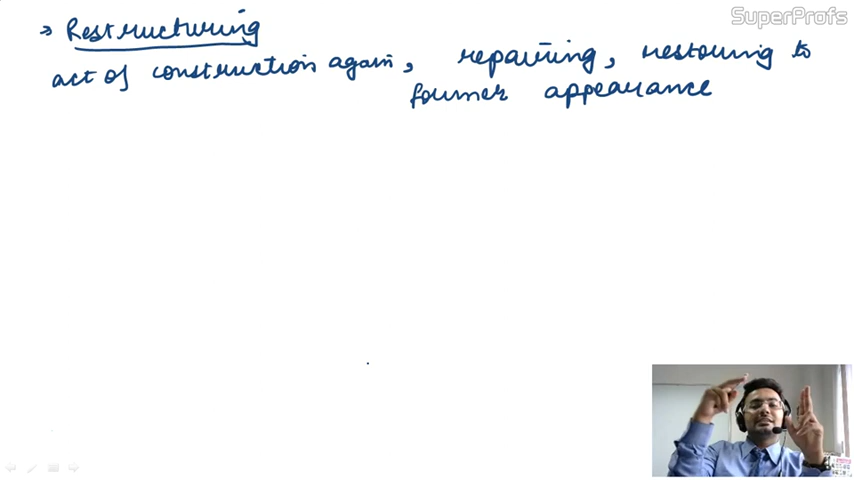 SuperProfs
→ Restructuring
act of construction again, repairing, restoring to
former appearance